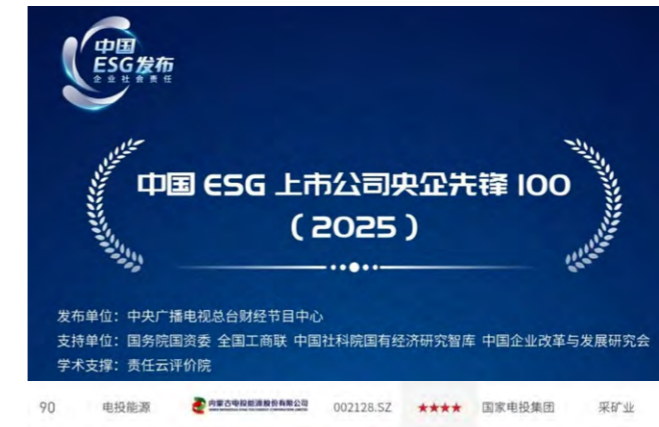 中国
ESG发布
企业社会责任
中国 ESG 上市公司央企先锋 100
（2025）
发布单位：中央广播电视总台财经节目中心
支持单位：国务院国资委 全国工商联 中国社科院国有经济研究智库 中国企业改革与发展研究会
学术支撑：责任云评价院
90 电投能源 内蒙古电投能源股份有限公司 002128.SZ ★★★★ 国家电投集团 采矿业